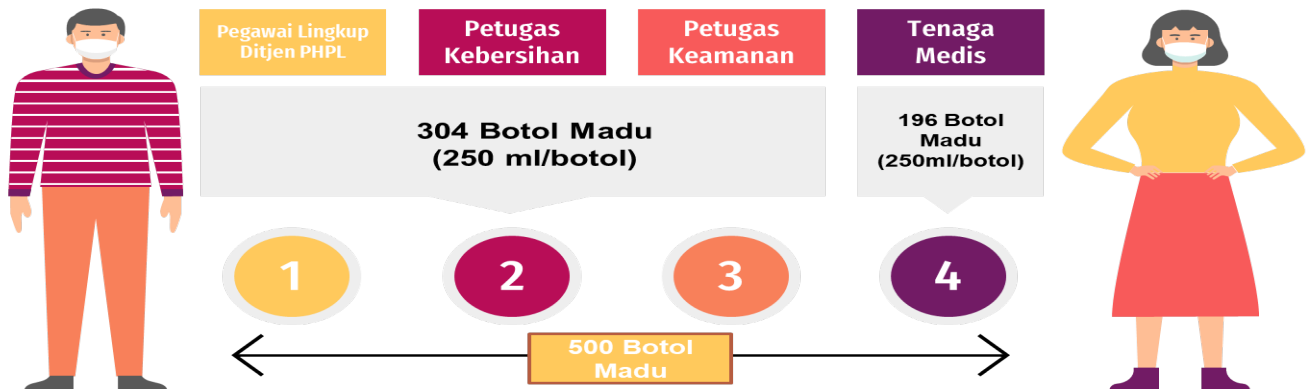 Pegawai Lingkup
Ditjen PHPL
Petugas
Kebersihan
Petugas
Keamanan
Tenaga
Medis
304 Botol Madu
(250 ml/botol)
196 Botol
Madu
(250ml/botol)
1
2
3
4
500 Botol
Madu